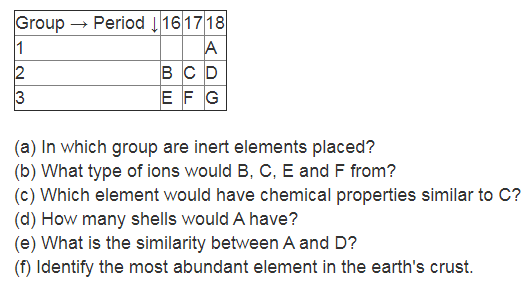 Group → Period ↓ 16 17 18
1 A
2 B C D
3 E F G
(a) In which group are inert elements placed?
(b) What type of ions would B, C, E and F from?
(c) Which element would have chemical properties similar to C?
(d) How many shells would A have?
(e) What is the similarity between A and D?
(f) Identify the most abundant element in the earth's crust.